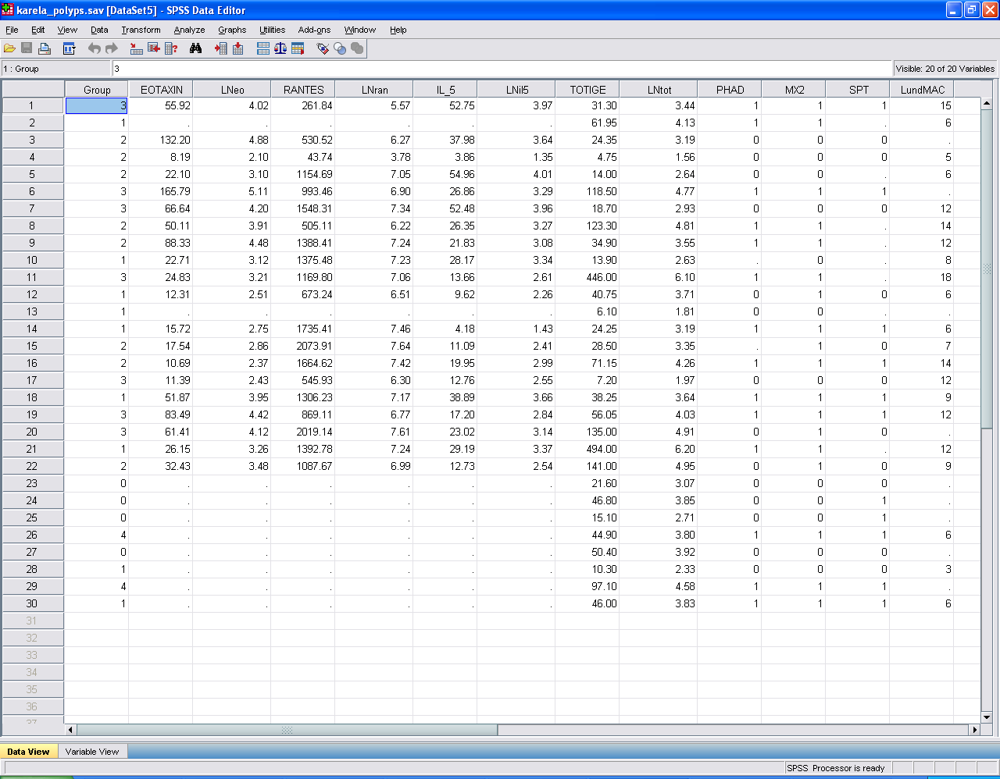 karela_polyps.sav [DataSet5] - SPSS Data Editor
File Edit View Data Transform Analyze Graphs Utilities Add-ons Window Help
1 : Group 3 Visible: 20 of 20 Variables
Group EOTAXIN LNeo RANTES LNran IL_5 LNil5 TOTIGE LNtot PHAD MX2 SPT LundMAC
1 3 55.92 4.02 261.84 5.57 52.75 3.97 31.30 3.44 1 1 1 15
2 1 . . . . . . 61.95 4.13 1 1 . 6
3 2 132.20 4.88 530.52 6.27 37.98 3.64 24.35 3.19 0 0 0 .
4 2 8.19 2.10 43.74 3.78 3.86 1.35 4.75 1.56 0 0 0 5
5 2 22.10 3.10 1154.69 7.05 54.96 4.01 14.00 2.64 0 0 . 6
6 3 165.79 5.11 993.46 6.90 26.86 3.29 118.50 4.77 1 1 1 .
7 3 66.64 4.20 1548.31 7.34 52.48 3.96 18.70 2.93 0 0 0 12
8 2 50.11 3.91 505.11 6.22 26.35 3.27 123.30 4.81 1 1 . 14
9 2 88.33 4.48 1388.41 7.24 21.83 3.08 34.90 3.55 1 1 . 12
10 1 22.71 3.12 1375.48 7.23 28.17 3.34 13.90 2.63 . 0 . 8
11 3 24.83 3.21 1169.80 7.06 13.66 2.61 446.00 6.10 1 1 . 18
12 1 12.31 2.51 673.24 6.51 9.62 2.26 40.75 3.71 0 1 0 6
13 1 . . . . . . 6.10 1.81 0 0 . .
14 1 15.72 2.75 1735.41 7.46 4.18 1.43 24.25 3.19 1 1 1 6
15 2 17.54 2.86 2073.91 7.64 11.09 2.41 28.50 3.35 . 1 0 7
16 2 10.69 2.37 1664.62 7.42 19.95 2.99 71.15 4.26 1 1 1 14
17 3 11.39 2.43 545.93 6.30 12.76 2.55 7.20 1.97 0 0 0 12
18 1 51.87 3.95 1306.23 7.17 38.89 3.66 38.25 3.64 1 1 1 9
19 3 83.49 4.42 869.11 6.77 17.20 2.84 56.05 4.03 1 1 1 12
20 3 61.41 4.12 2019.14 7.61 23.02 3.14 135.00 4.91 0 1 0 .
21 1 26.15 3.26 1392.78 7.24 29.19 3.37 494.00 6.20 1 1 . 12
22 2 32.43 3.48 1087.67 6.99 12.73 2.54 141.00 4.95 0 1 0 9
23 0 . . . . . . 21.60 3.07 0 0 0 .
24 0 . . . . . . 46.80 3.85 0 0 1 .
25 0 . . . . . . 15.10 2.71 0 0 1 .
26 4 . . . . . . 44.90 3.80 1 1 1 6
27 0 . . . . . . 50.40 3.92 0 0 0 .
28 1 . . . . . . 10.30 2.33 0 0 0 3
29 4 . . . . . . 97.10 4.58 1 1 1 .
30 1 . . . . . . 46.00 3.83 1 1 1 6
31
32
33
34
35
36
37
Data View Variable View
SPSS Processor is ready